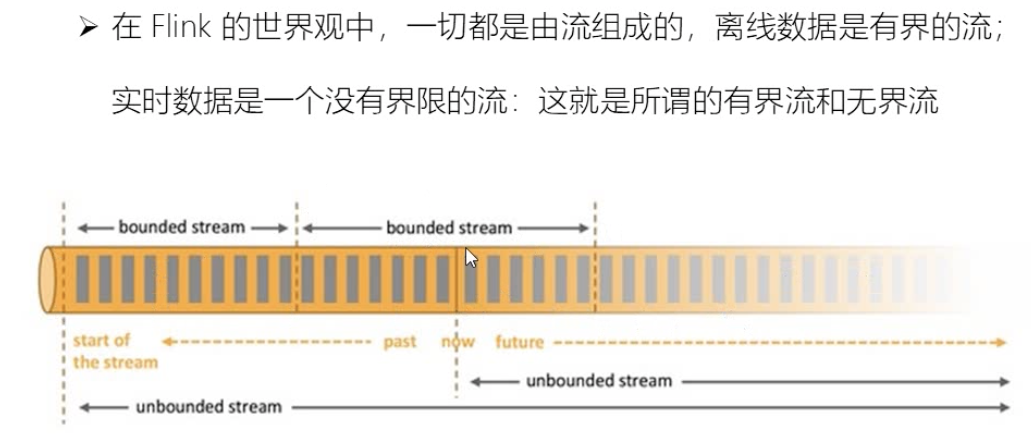 ➢ 在 Flink 的世界观中，一切都是由流组成的，离线数据是有界的流；
实时数据是一个没有界限的流：这就是所谓的有界流和无界流
bounded stream
bounded stream
start of
the stream
past
now
future
unbounded stream
unbounded stream